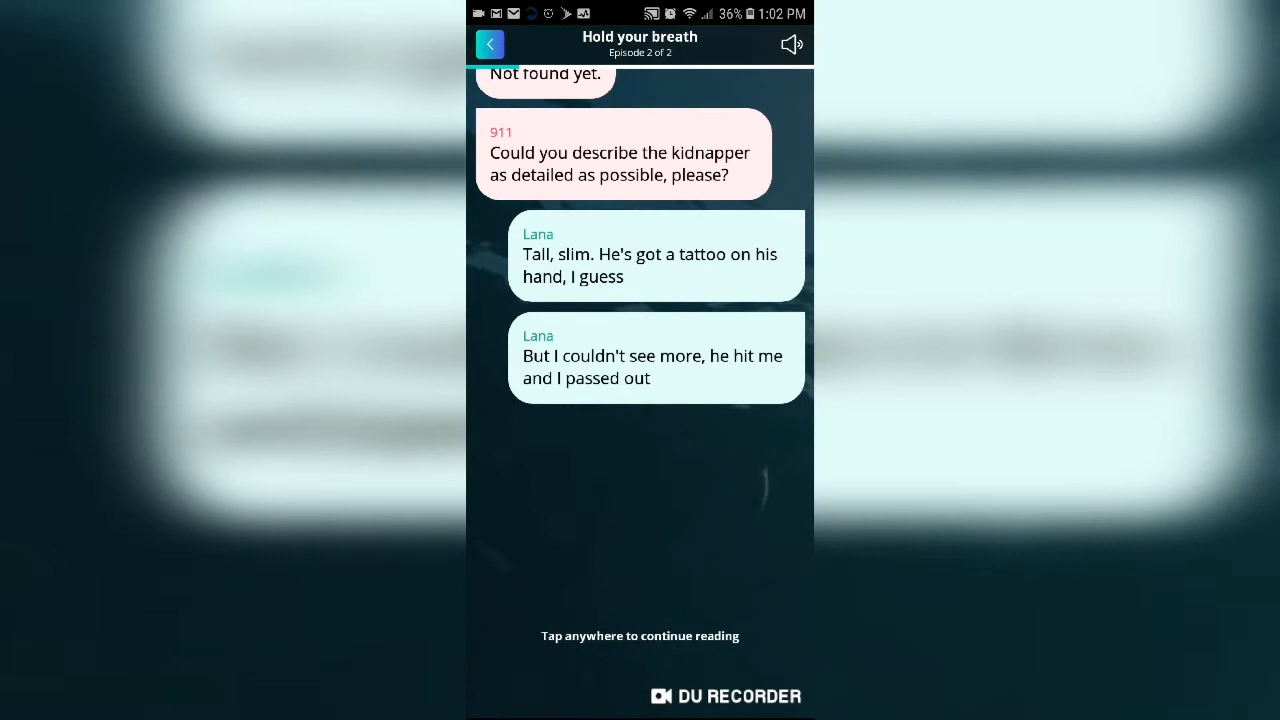 36% 1:02 PM
Hold your breath
Episode 2 of 2
Not found yet.
911
Could you describe the kidnapper
as detailed as possible, please?
Lana
Tall, slim. He's got a tattoo on his
hand, I guess
Lana
But I couldn't see more, he hit me
and I passed out
Tap anywhere to continue reading
DU RECORDER